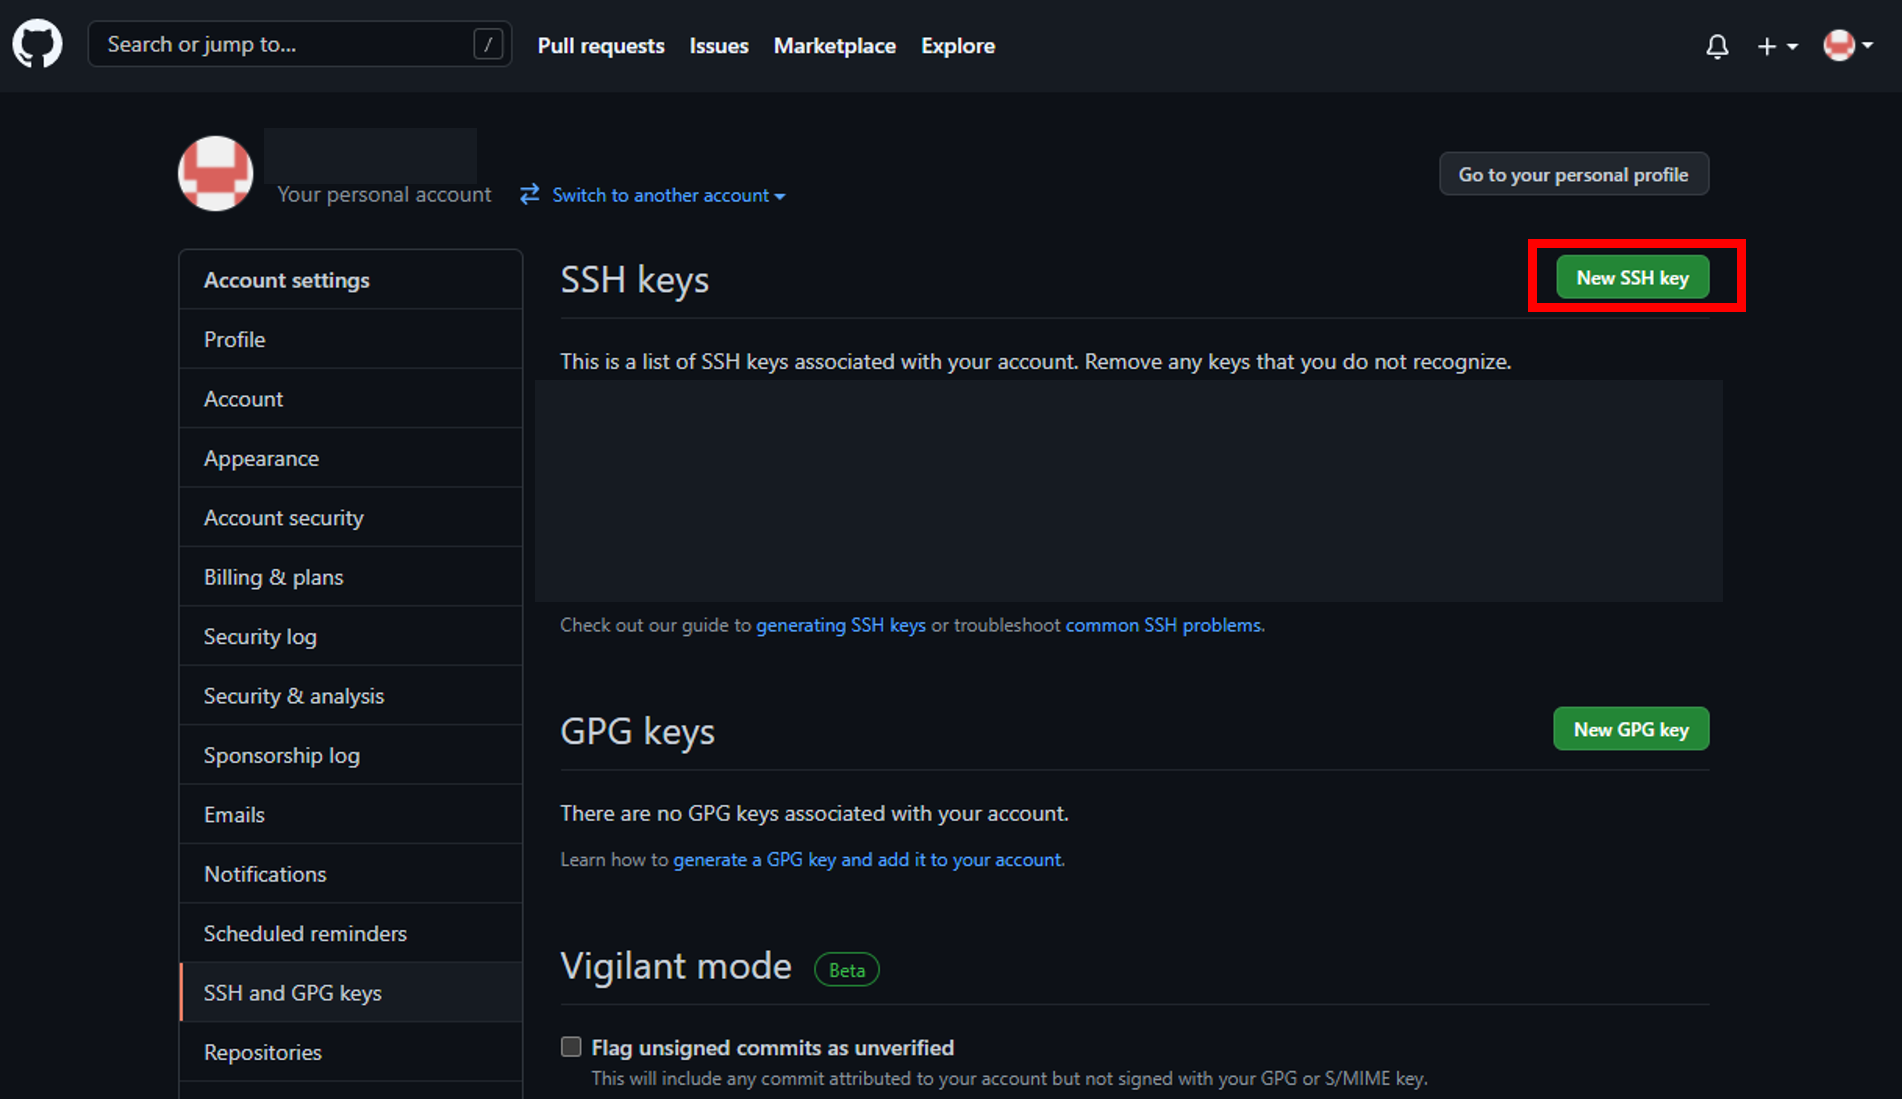 Search or jump to... /
Pull requests Issues Marketplace Explore
Your personal account Switch to another account
Go to your personal profile
Account settings
Profile
Account
Appearance
Account security
Billing & plans
Security log
Security & analysis
Sponsorship log
Emails
Notifications
Scheduled reminders
SSH and GPG keys
Repositories
SSH keys
New SSH key
This is a list of SSH keys associated with your account. Remove any keys that you do not recognize.
Check out our guide to generating SSH keys or troubleshoot common SSH problems.
GPG keys
New GPG key
There are no GPG keys associated with your account.
Learn how to generate a GPG key and add it to your account.
Vigilant mode Beta
Flag unsigned commits as unverified
This will include any commit attributed to your account but not signed with your GPG or S/MIME key.